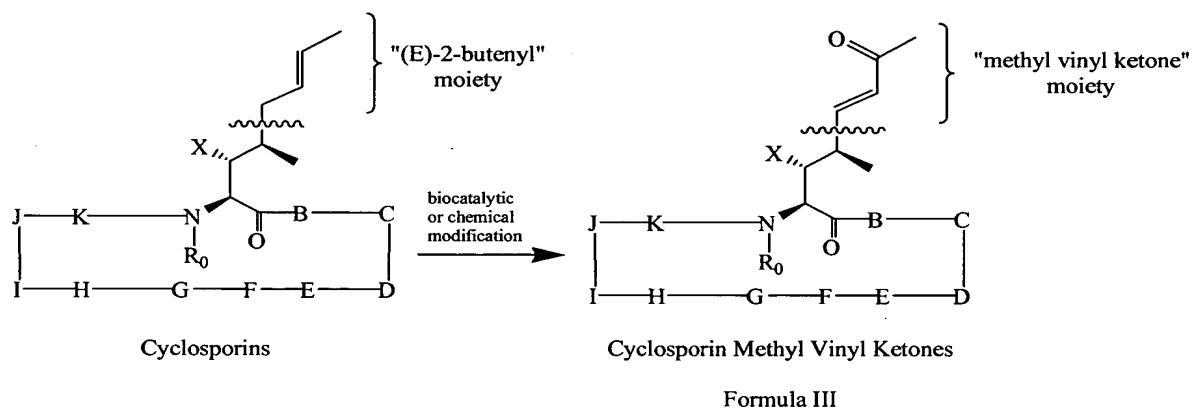 "(E)-2-butenyl"
moiety
X
J K N B C
O
R0
I H G F E D
Cyclosporins
biocatalytic
or chemical
modification
O
"methyl vinyl ketone"
moiety
X
J K N B C
O
R0
I H G F E D
Cyclosporin Methyl Vinyl Ketones
Formula III